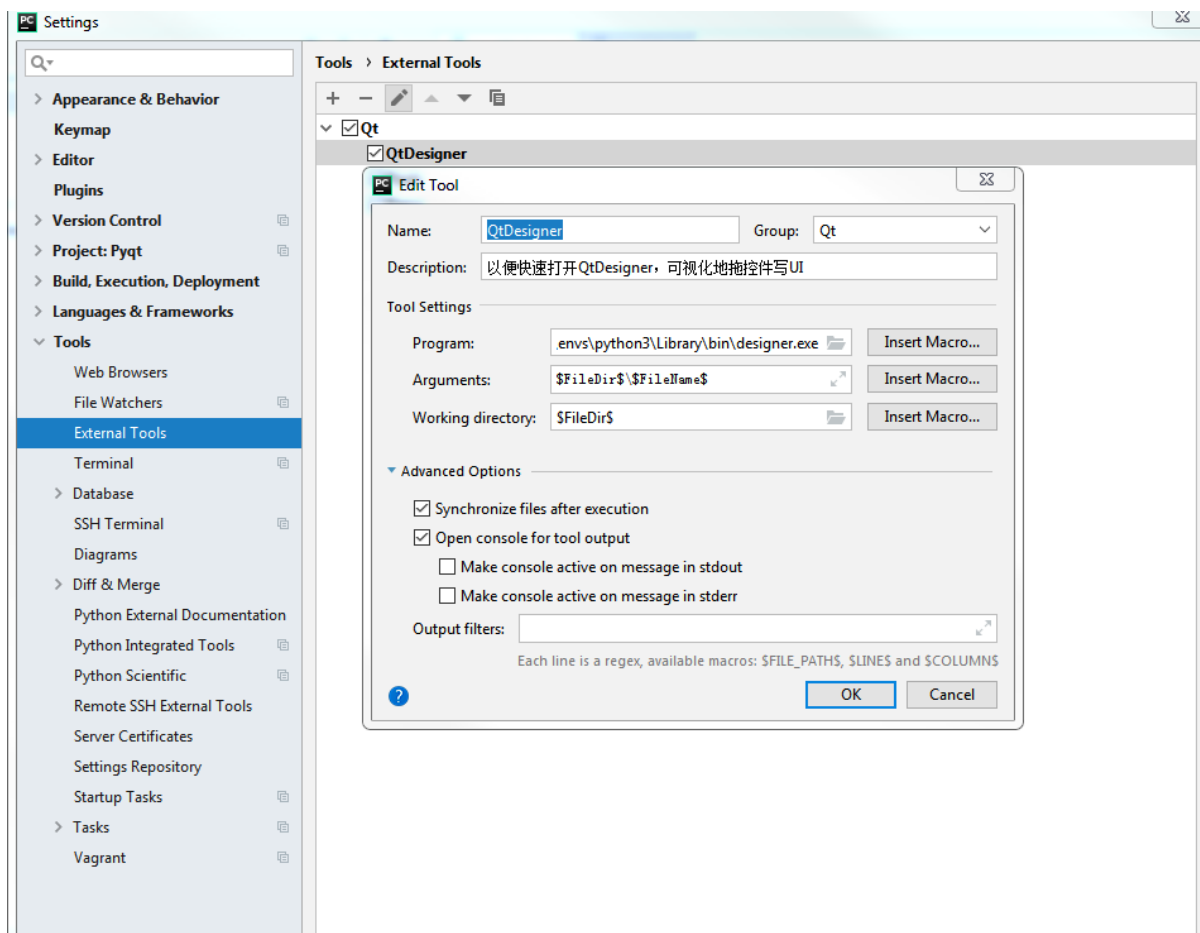 Settings
Appearance & Behavior
Keymap
Editor
Plugins
Version Control
Project: Pyqt
Build, Execution, Deployment
Languages & Frameworks
Tools
Web Browsers
File Watchers
External Tools
Terminal
Database
SSH Terminal
Diagrams
Diff & Merge
Python External Documentation
Python Integrated Tools
Python Scientific
Remote SSH External Tools
Server Certificates
Settings Repository
Startup Tasks
Tasks
Vagrant
Tools › External Tools
Qt
QtDesigner
Edit Tool
Name: QtDesigner Group: Qt
Description: 以便快速打开QtDesigner，可视化地拖控件写UI
Tool Settings
Program: .envs\python3\Library\bin\designer.exe Insert Macro...
Arguments: $FileDir$\$FileName$ Insert Macro...
Working directory: $FileDir$ Insert Macro...
Advanced Options
Synchronize files after execution
Open console for tool output
Make console active on message in stdout
Make console active on message in stderr
Output filters:
Each line is a regex, available macros: $FILE_PATH$, $LINE$ and $COLUMN$
OK Cancel